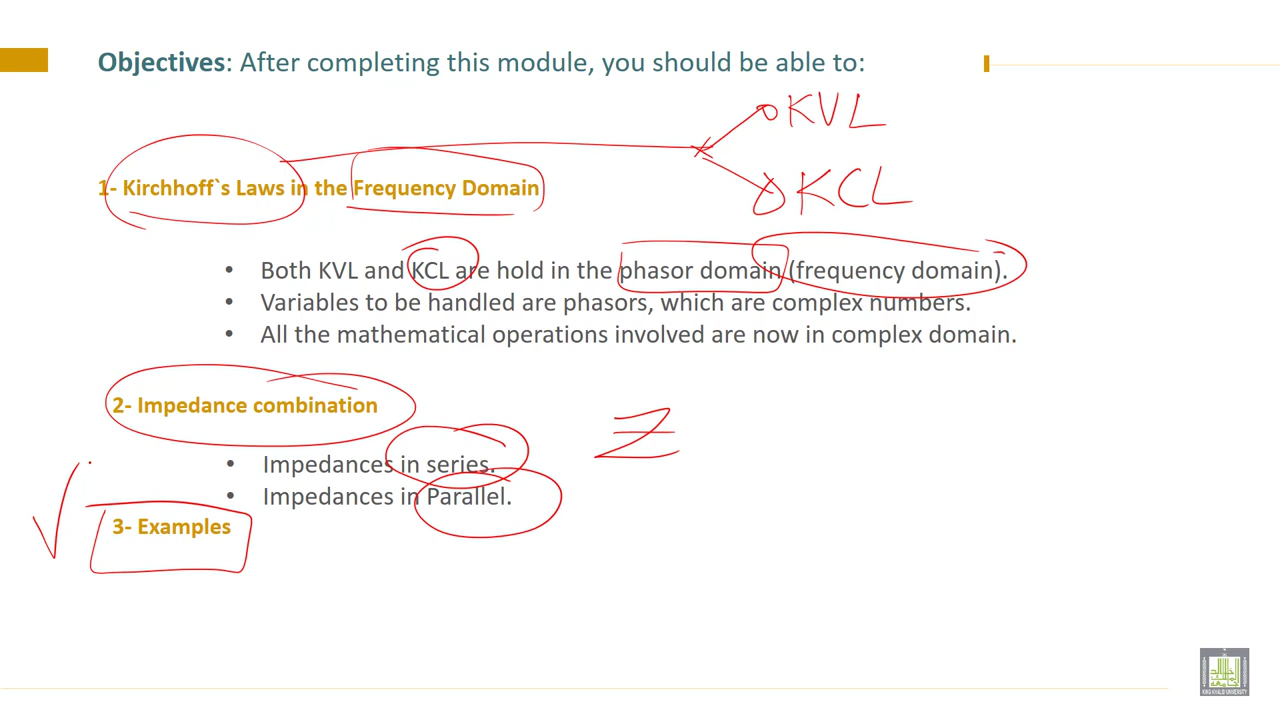 Objectives: After completing this module, you should be able to:
KVL
1- Kirchhoff`s Laws in the Frequency Domain
KCL
• Both KVL and KCL are hold in the phasor domain (frequency domain).
• Variables to be handled are phasors, which are complex numbers.
• All the mathematical operations involved are now in complex domain.
2- Impedance combination
Z
• Impedances in series.
• Impedances in Parallel.
3- Examples
KING KHALID UNIVERSITY